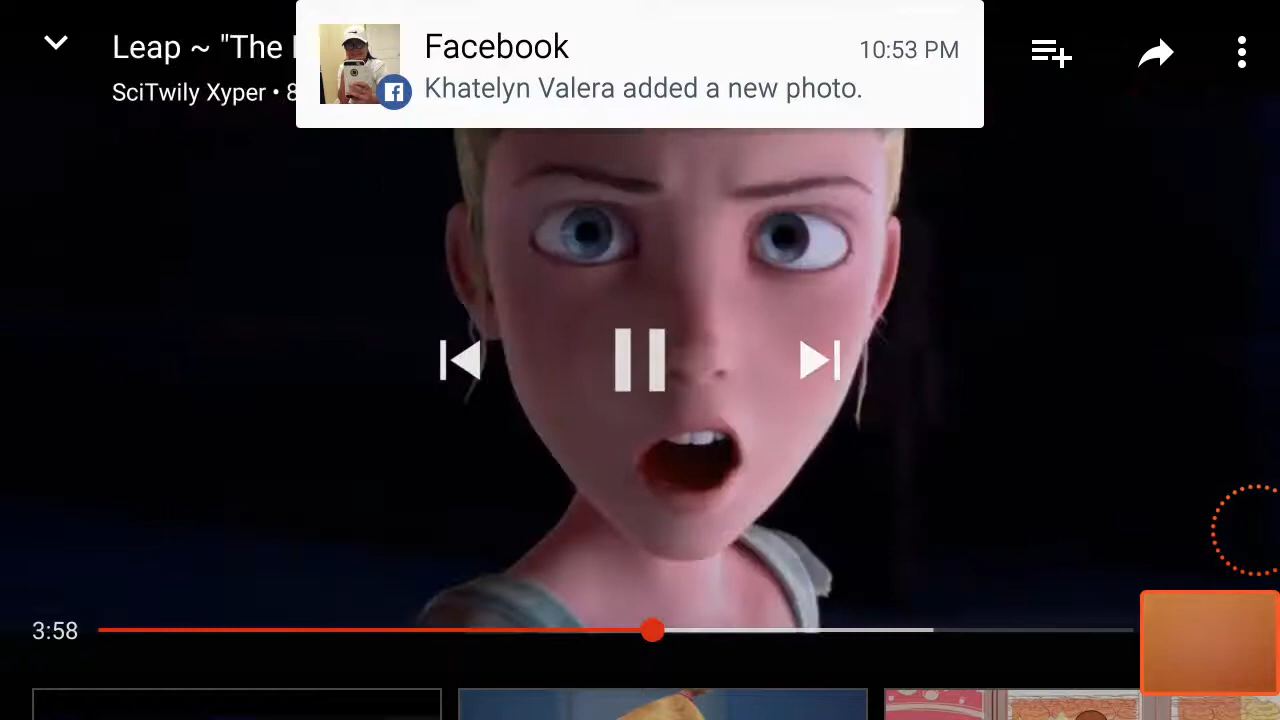 Leap ~ "The
SciTwily Xyper • 8
Facebook
10:53 PM
Khatelyn Valera added a new photo.
3:58